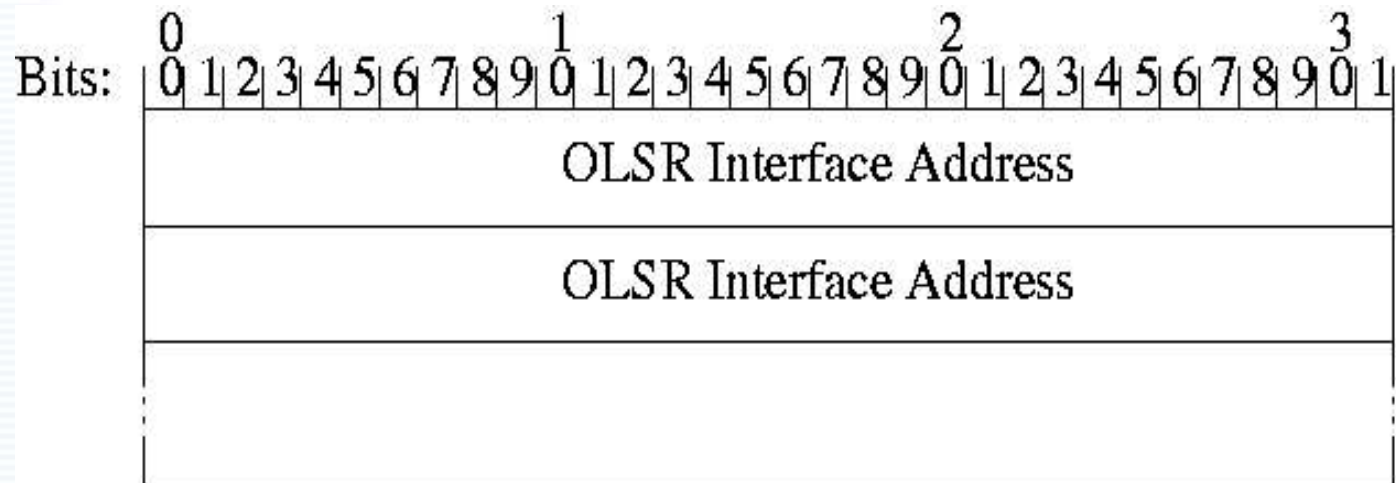 0 1 2 3
Bits: 0 1 2 3 4 5 6 7 8 9 0 1 2 3 4 5 6 7 8 9 0 1 2 3 4 5 6 7 8 9 0 1
OLSR Interface Address
OLSR Interface Address